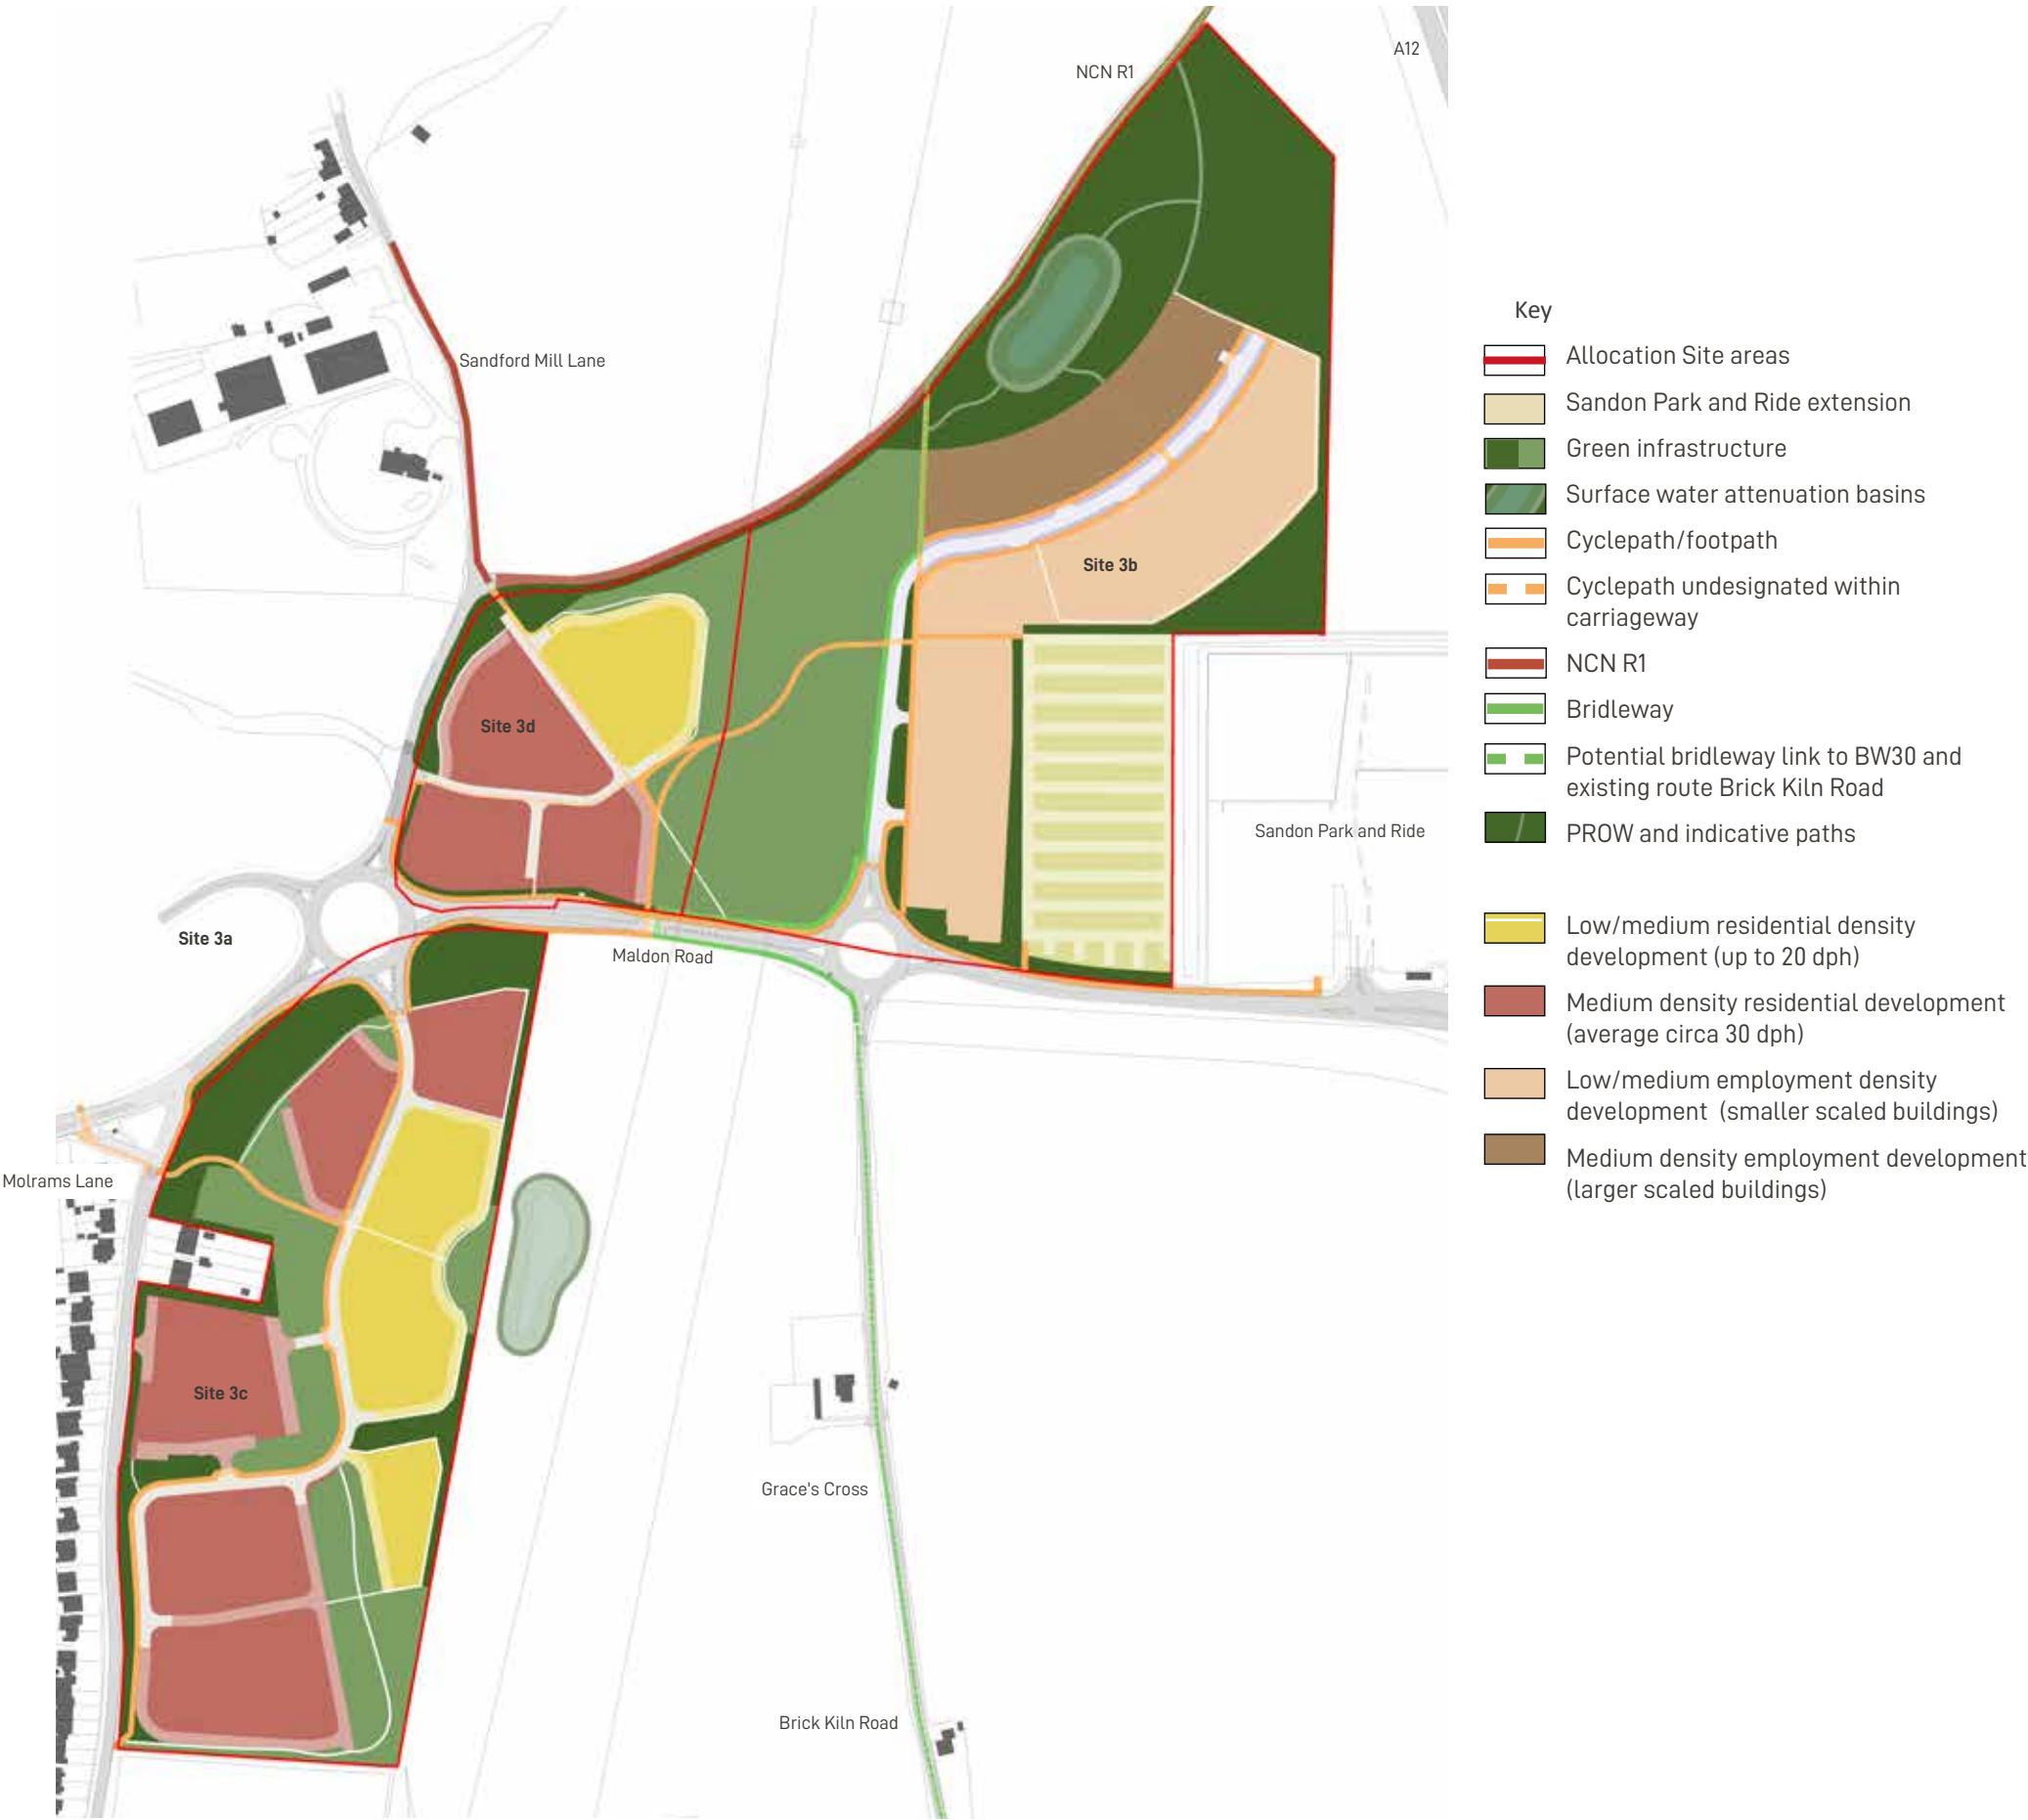 A12
NCN R1
Sandford Mill Lane
Site 3b
Site 3d
Sandon Park and Ride
Site 3a
Maldon Road
Molrams Lane
Site 3c
Grace's Cross
Brick Kiln Road
Key
Allocation Site areas
Sandon Park and Ride extension
Green infrastructure
Surface water attenuation basins
Cyclepath/footpath
Cyclepath undesignated within
carriageway
NCN R1
Bridleway
Potential bridleway link to BW30 and
existing route Brick Kiln Road
PROW and indicative paths
Low/medium residential density
development (up to 20 dph)
Medium density residential development
(average circa 30 dph)
Low/medium employment density
development (smaller scaled buildings)
Medium density employment development
(larger scaled buildings)